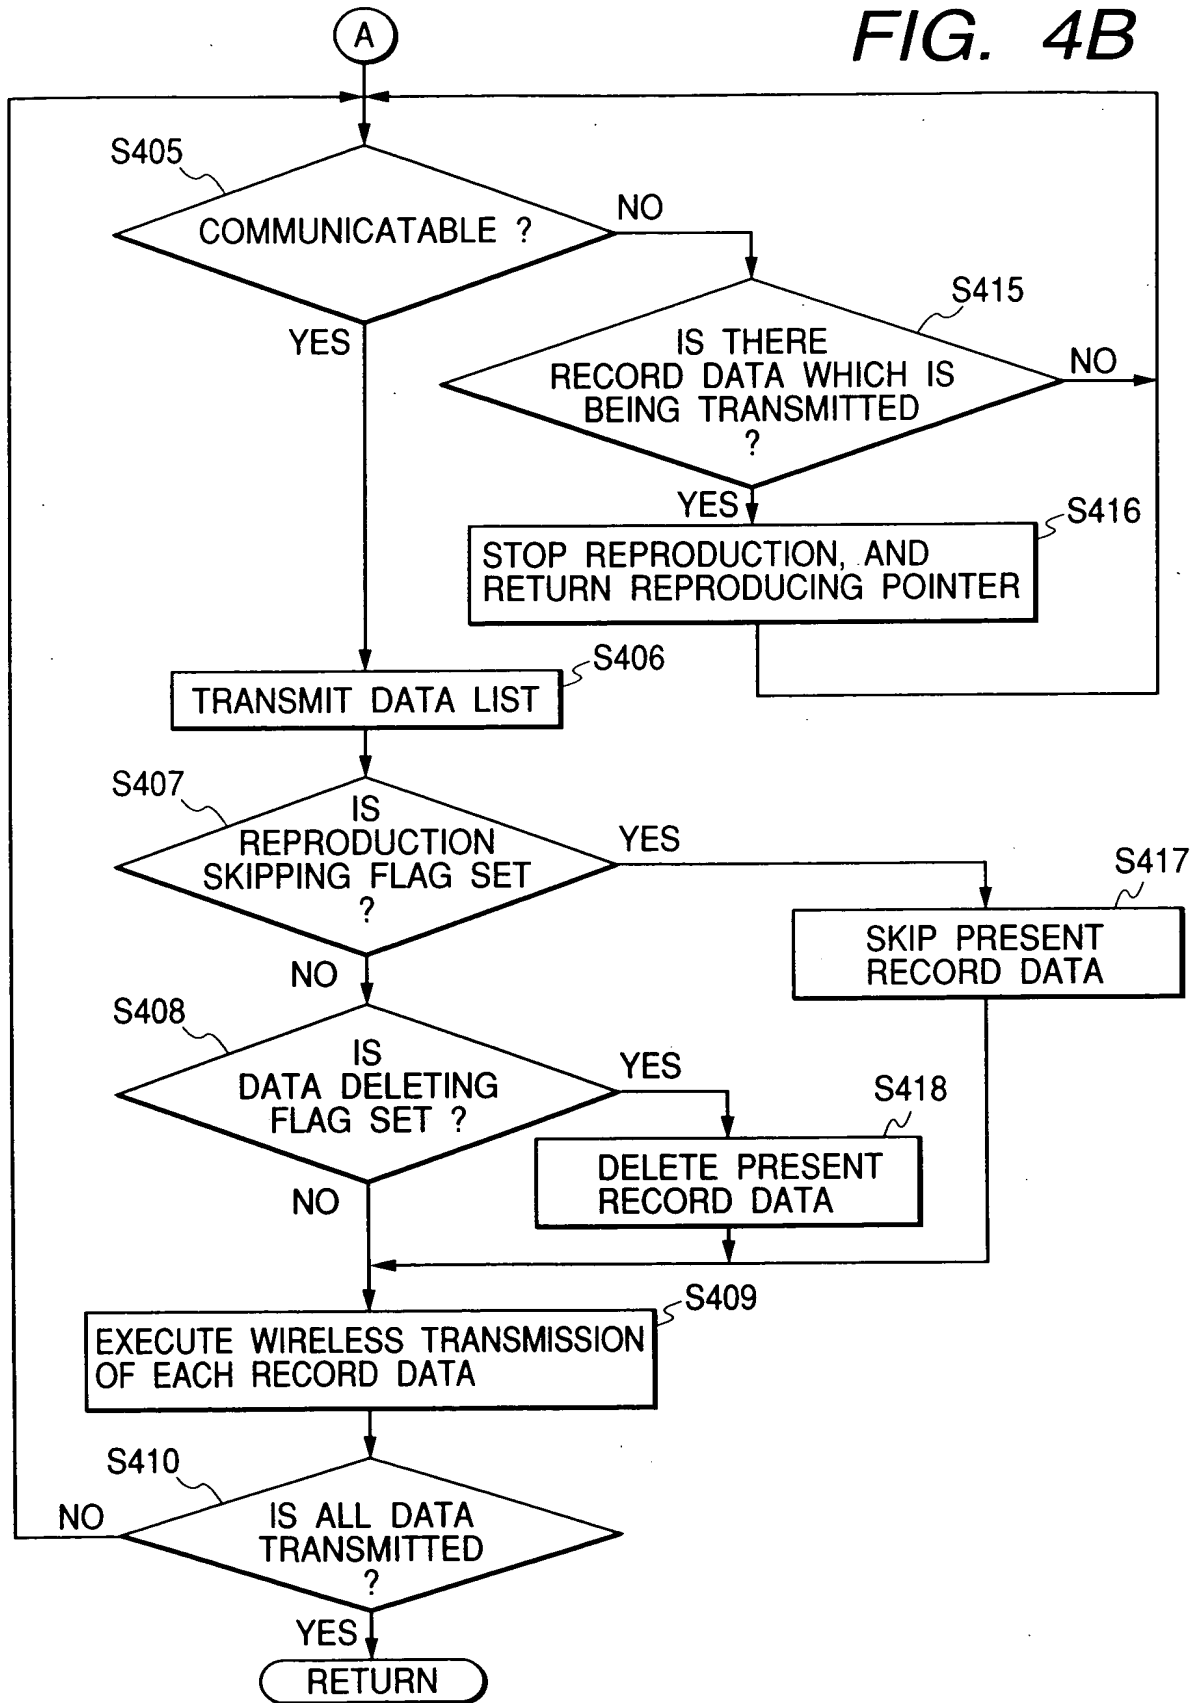 FIG. 4B
A
S405
COMMUNICATABLE ?
NO
YES
S415
IS THERE
RECORD DATA WHICH IS
BEING TRANSMITTED
?
NO
YES
S416
STOP REPRODUCTION, AND
RETURN REPRODUCING POINTER
S406
TRANSMIT DATA LIST
S407
IS
REPRODUCTION
SKIPPING FLAG SET
?
YES
NO
S417
SKIP PRESENT
RECORD DATA
S408
IS
DATA DELETING
FLAG SET ?
YES
NO
S418
DELETE PRESENT
RECORD DATA
S409
EXECUTE WIRELESS TRANSMISSION
OF EACH RECORD DATA
S410
IS ALL DATA
TRANSMITTED
?
NO
YES
RETURN